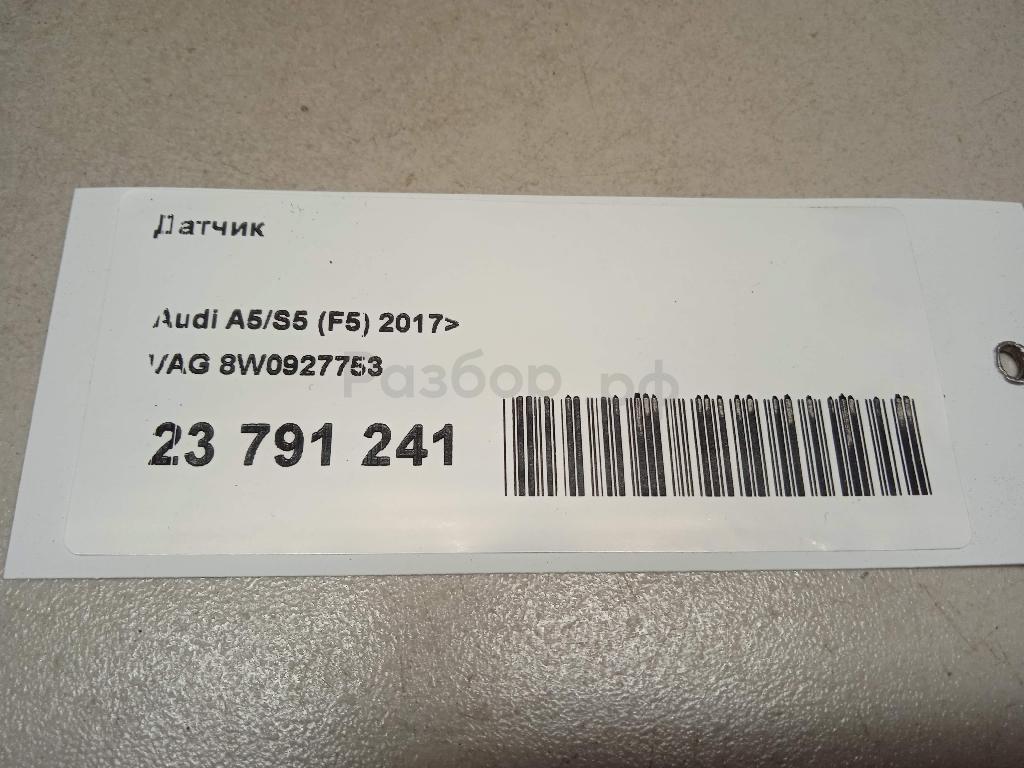 Датчик
Audi A5/S5 (F5) 2017>
VAG 8W0927753
Разбор.рф
23 791 241